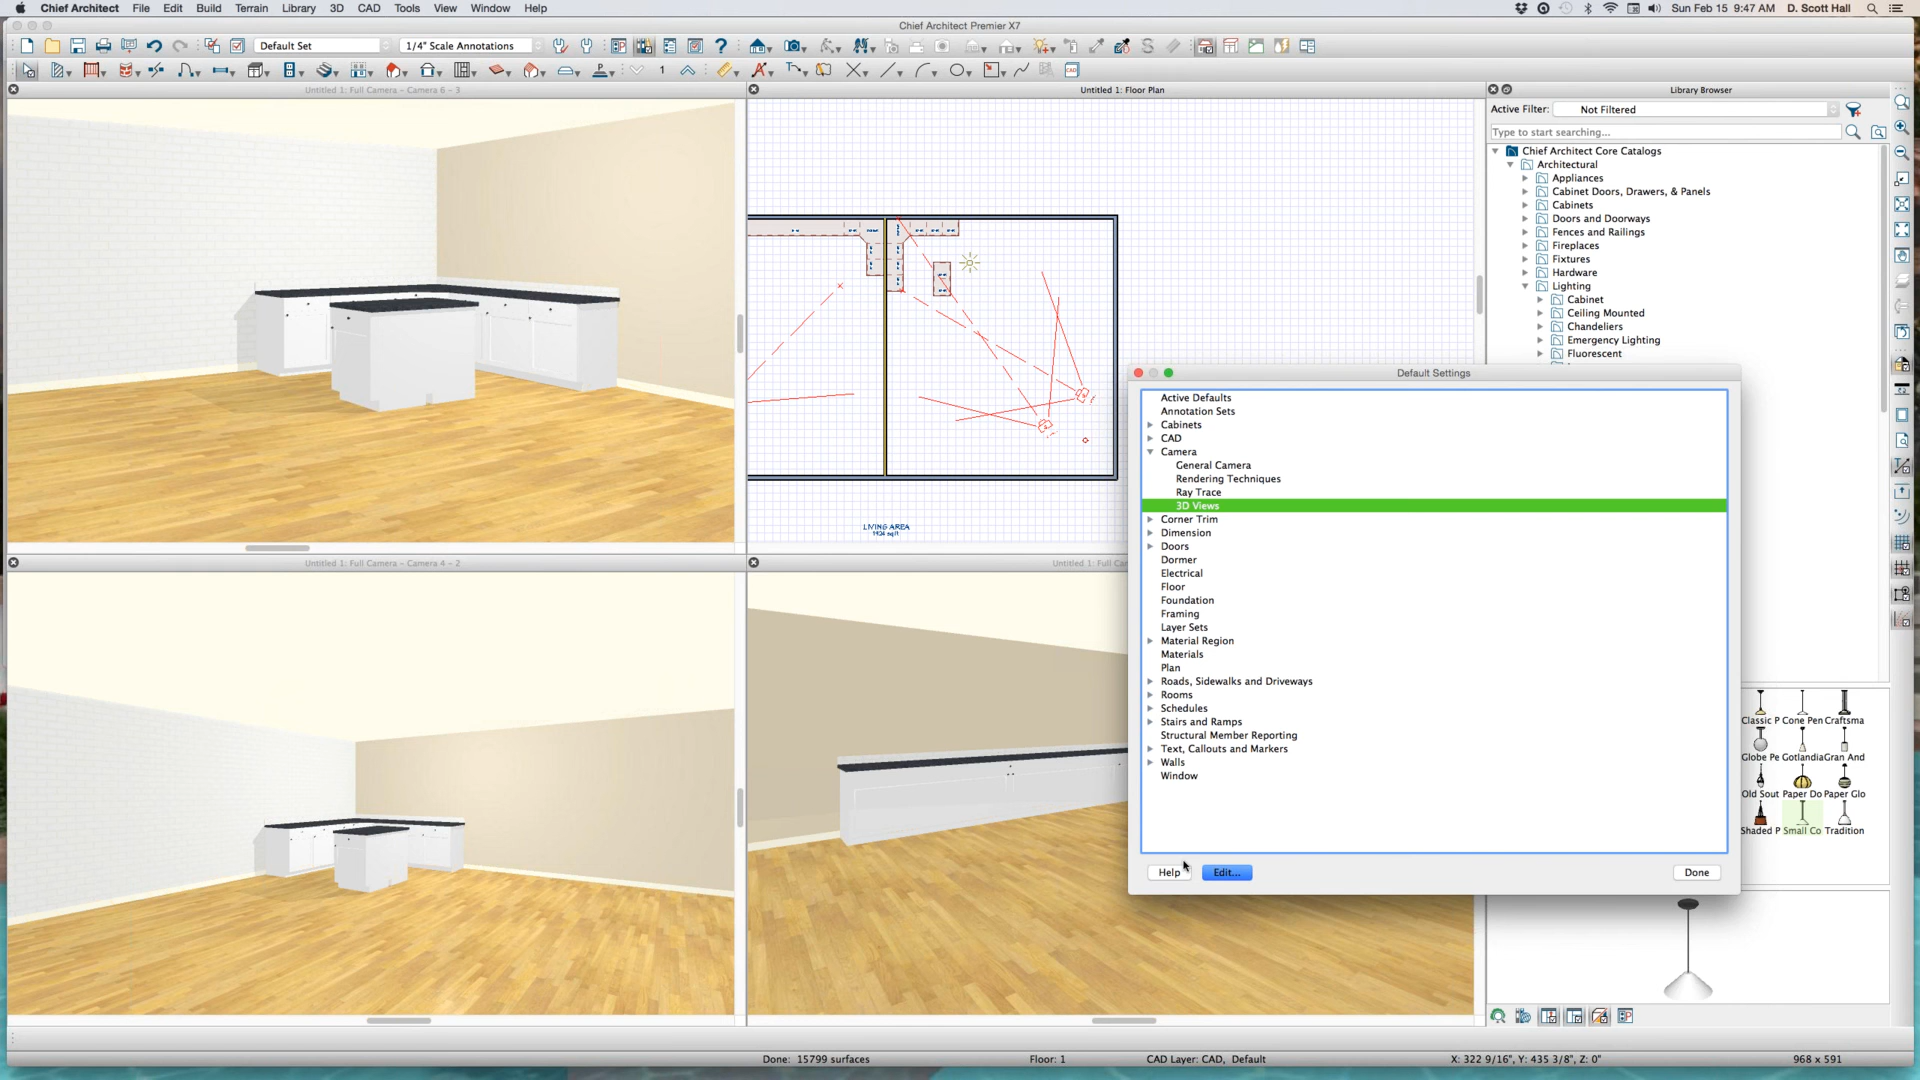 Chief Architect File Edit Build Terrain Library 3D CAD Tools View Window Help Sun Feb 15 9:47 AM D. Scott Hall
Chief Architect Premier X7
Default Set 1/4" Scale Annotations
1
Untitled 1: Full Camera - Camera 6 - 3
Untitled 1: Floor Plan
Library Browser
Active Filter: Not Filtered
Type to start searching...
Chief Architect Core Catalogs
Architectural
Appliances
Cabinet Doors, Drawers, & Panels
Cabinets
Doors and Doorways
Fences and Railings
Fireplaces
Fixtures
Hardware
Lighting
Cabinet
Ceiling Mounted
Chandeliers
Emergency Lighting
Fluorescent
LIVING AREA
Default Settings
Active Defaults
Annotation Sets
Cabinets
CAD
Camera
General Camera
Rendering Techniques
Ray Trace
3D Views
Corner Trim
Dimension
Doors
Dormer
Electrical
Floor
Foundation
Framing
Layer Sets
Material Region
Materials
Plan
Roads, Sidewalks and Driveways
Rooms
Schedules
Stairs and Ramps
Structural Member Reporting
Text, Callouts and Markers
Walls
Window
Help Edit... Done
Untitled 1: Full Camera - Camera 4 - 2
Untitled 1: Full Ca
Classic P Cone Pen Craftsma
Globe Pe Gotlandia Gran And
Old Sout Paper Do Paper Glo
Shaded P Small Co Tradition
Done: 15799 surfaces Floor: 1 CAD Layer: CAD, Default X: 322 9/16", Y: 435 3/8", Z: 0" 968 x 591